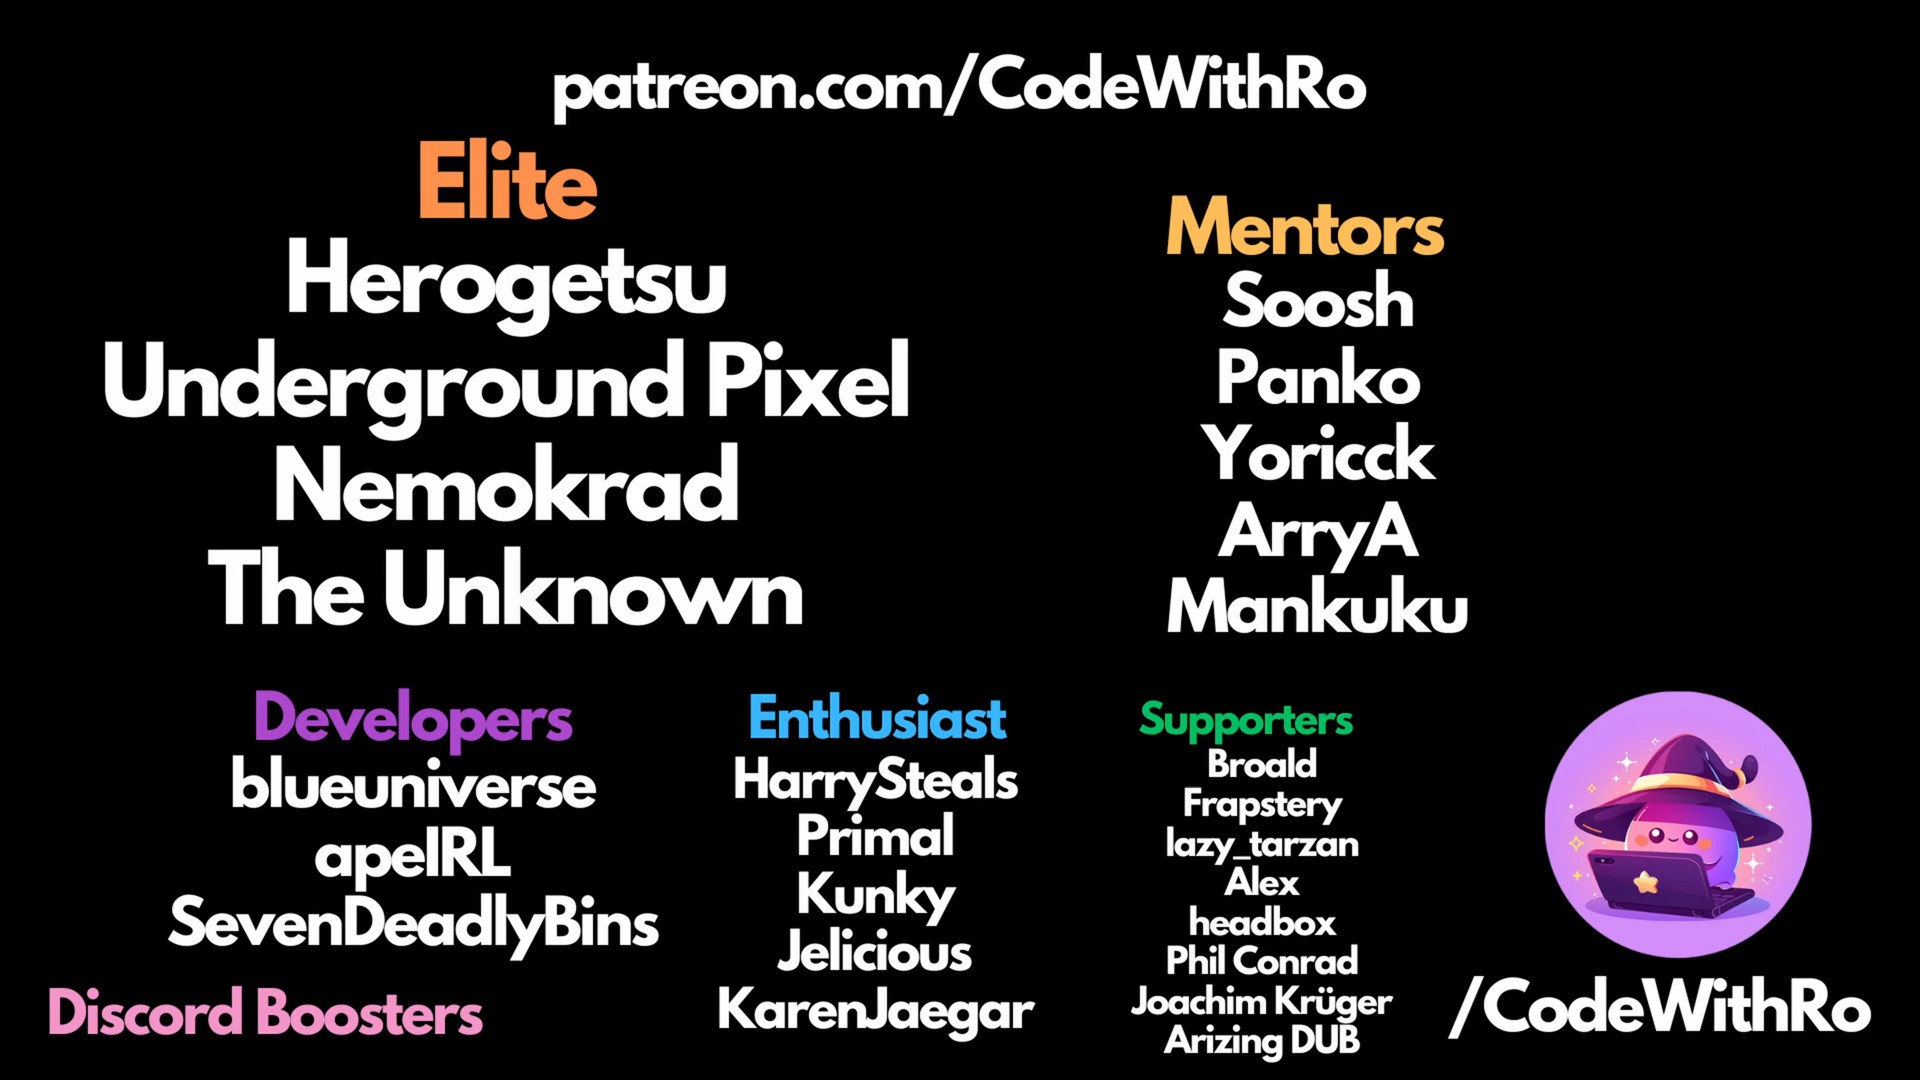 patreon.com/CodeWithRo
Elite
Herogetsu
Underground Pixel
Nemokrad
The Unknown
Mentors
Soosh
Panko
Yoricck
ArryA
Mankuku
Developers
blueuniverse
apeIRL
SevenDeadlyBins
Discord Boosters
Enthusiast
HarrySteals
Primal
Kunky
Jelicious
KarenJaegar
Supporters
Broald
Frapstery
lazy_tarzan
Alex
headbox
Phil Conrad
Joachim Krüger
Arizing DUB
/CodeWithRo